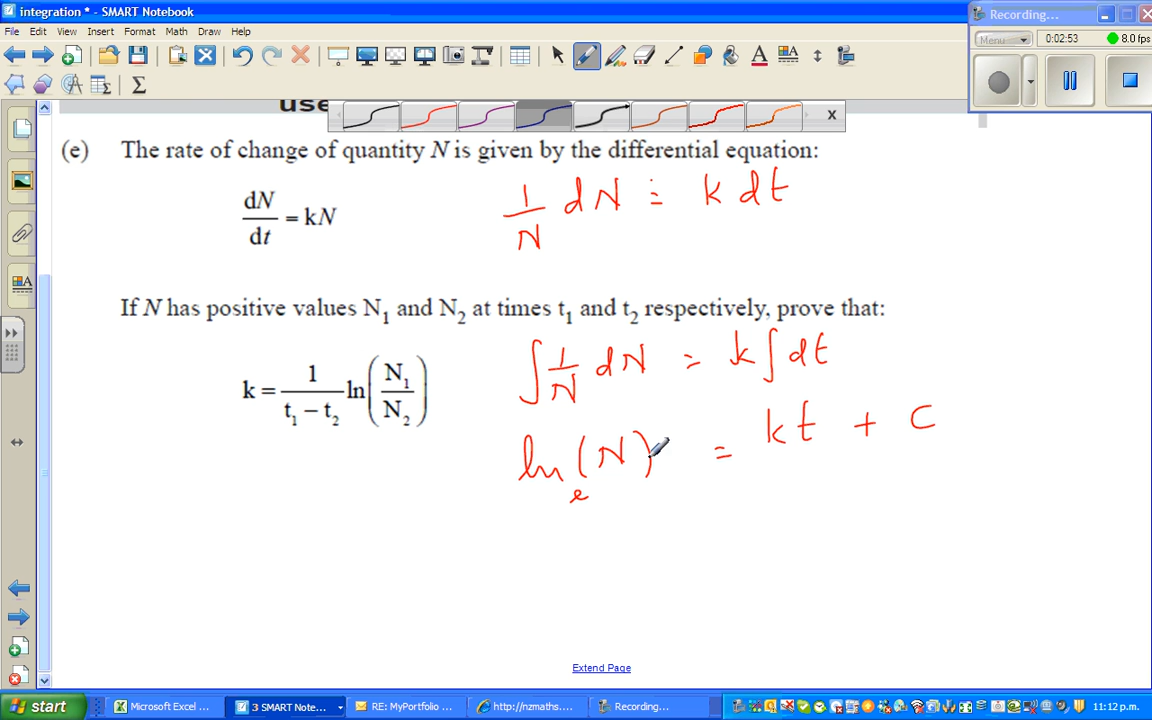 integration * - SMART Notebook
Recording...
File Edit View Insert Format Math Draw Help
Menu 0:02:53 8.0 fps
use
x
(e) The rate of change of quantity N is given by the differential equation:
dN/dt = kN
1/N dN = k dt
If N has positive values N₁ and N₂ at times t₁ and t₂ respectively, prove that:
∫ 1/N dN = k ∫ dt
k = 1/(t₁ − t₂) ln(N₁/N₂)
ln_e (N) = kt + c
Extend Page
start Microsoft Excel ... 3 SMART Note... RE: MyPortfolio ... http://nzmaths.... Recording... 11:12 p.m.